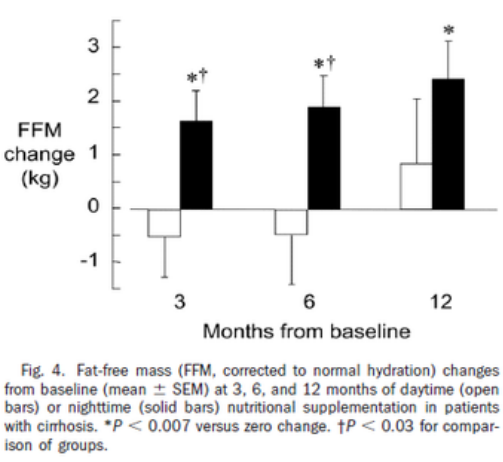 3
*†
*†
*
2
FFM
change
(kg)
1
0
-1
3 6 12
Months from baseline
Fig. 4. Fat-free mass (FFM, corrected to normal hydration) changes
from baseline (mean ± SEM) at 3, 6, and 12 months of daytime (open
bars) or nighttime (solid bars) nutritional supplementation in patients
with cirrhosis. *P < 0.007 versus zero change. †P < 0.03 for compar-
ison of groups.